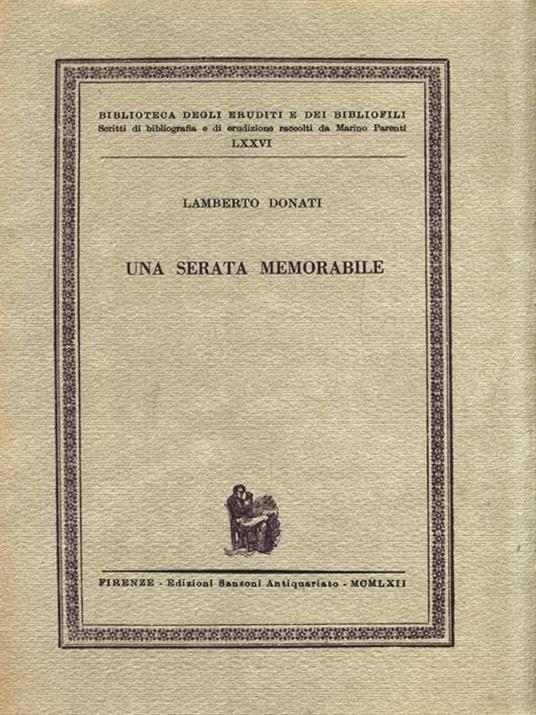 BIBLIOTECA DEGLI ERUDITI E DEI BIBLIOFILI
Scritti di bibliografia e di erudizione raccolti da Marino Parenti
LXXVI
LAMBERTO DONATI
UNA SERATA MEMORABILE
FIRENZE - Edizioni Sansoni Antiquariato - MCMLXII